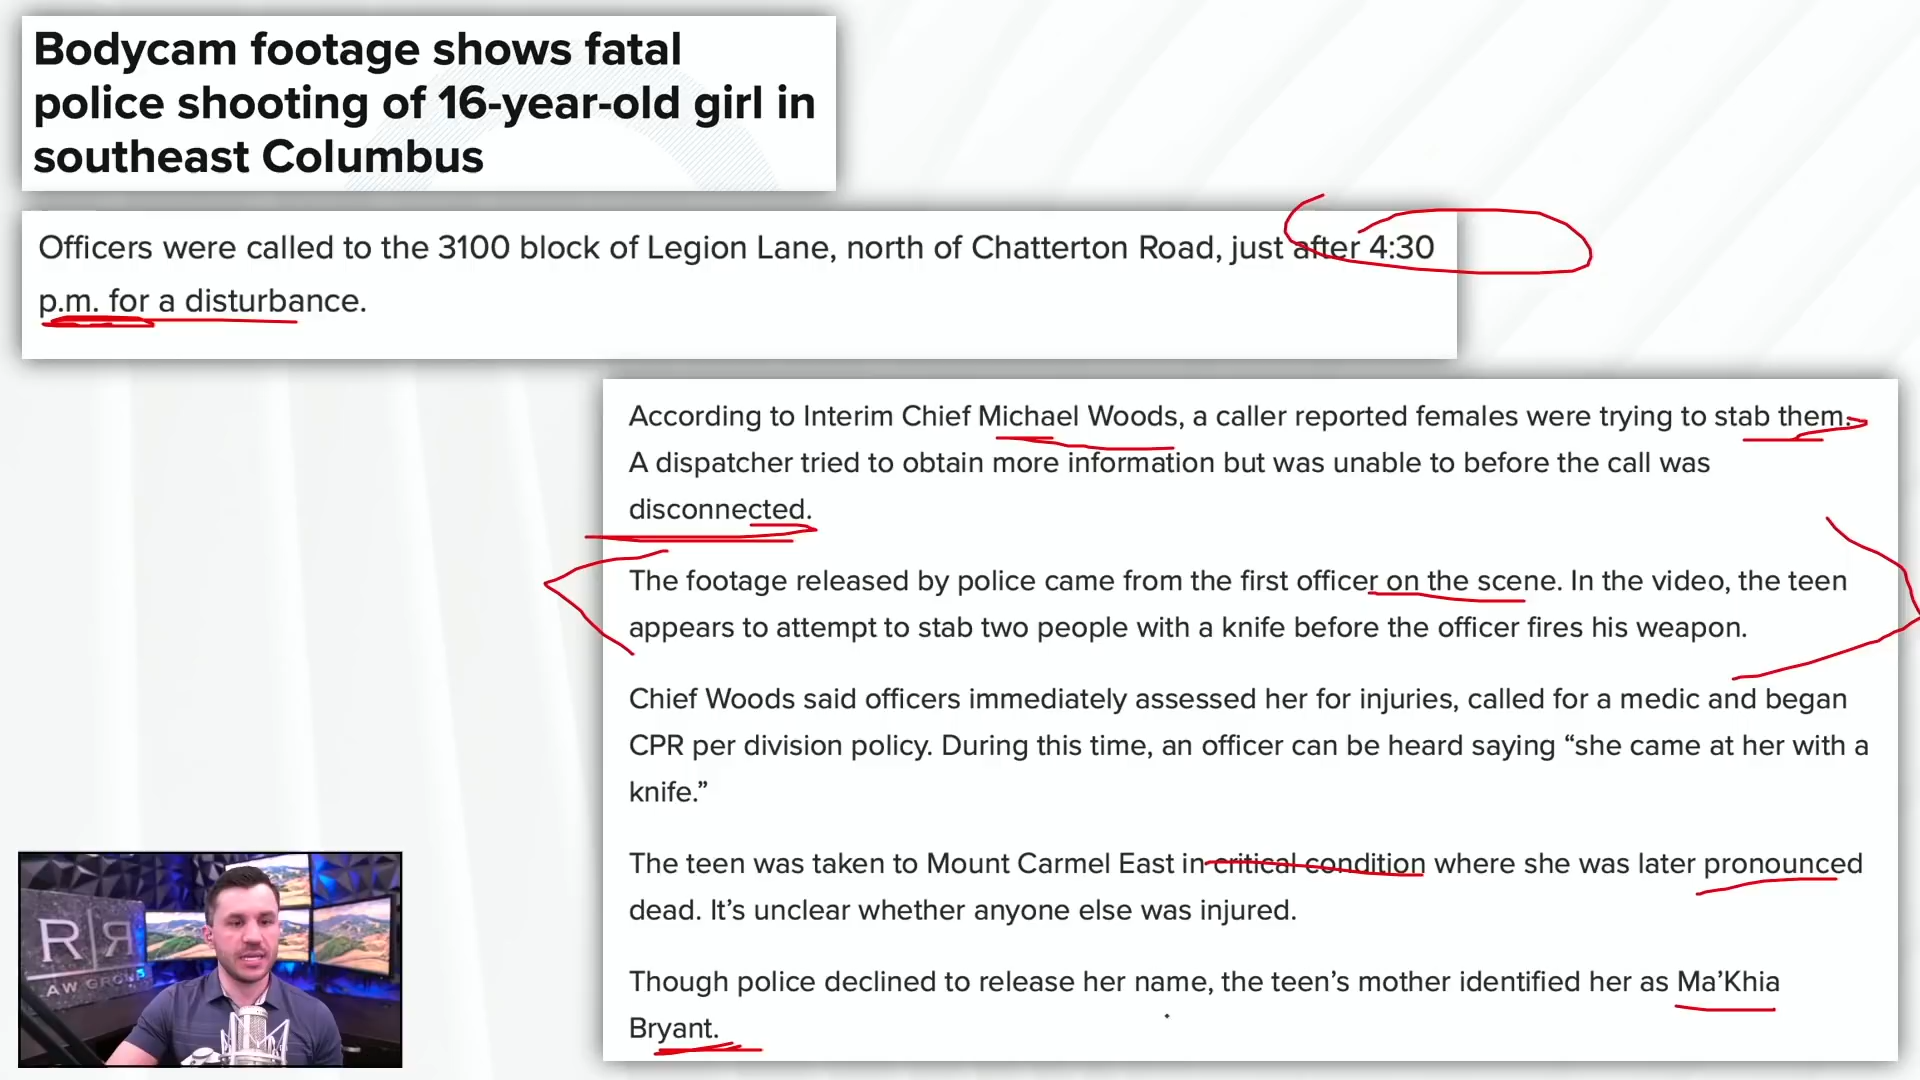 Bodycam footage shows fatal
police shooting of 16-year-old girl in
southeast Columbus
Officers were called to the 3100 block of Legion Lane, north of Chatterton Road, just after 4:30
p.m. for a disturbance.
According to Interim Chief Michael Woods, a caller reported females were trying to stab them.
A dispatcher tried to obtain more information but was unable to before the call was
disconnected.
The footage released by police came from the first officer on the scene. In the video, the teen
appears to attempt to stab two people with a knife before the officer fires his weapon.
Chief Woods said officers immediately assessed her for injuries, called for a medic and began
CPR per division policy. During this time, an officer can be heard saying “she came at her with a
knife.”
The teen was taken to Mount Carmel East in critical condition where she was later pronounced
dead. It’s unclear whether anyone else was injured.
Though police declined to release her name, the teen’s mother identified her as Ma’Khia
Bryant.
R|Я
AW GROUP